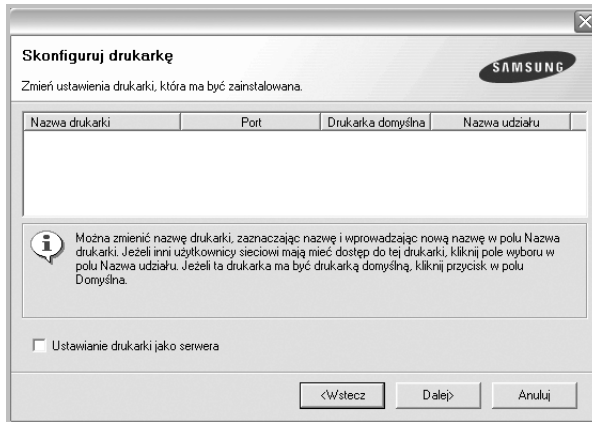 Skonfiguruj drukarkę
SAMSUNG
Zmień ustawienia drukarki, która ma być zainstalowana.
Nazwa drukarki Port Drukarka domyślna Nazwa udziału
Można zmienić nazwę drukarki, zaznaczając nazwę i wprowadzając nową nazwę w polu Nazwa
drukarki. Jeżeli inni użytkownicy sieciowi mają mieć dostęp do tej drukarki, kliknij pole wyboru w
polu Nazwa udziału. Jeżeli ta drukarka ma być drukarką domyślną, kliknij przycisk w polu
Domyślna.
Ustawianie drukarki jako serwera
<Wstecz Dalej> Anuluj